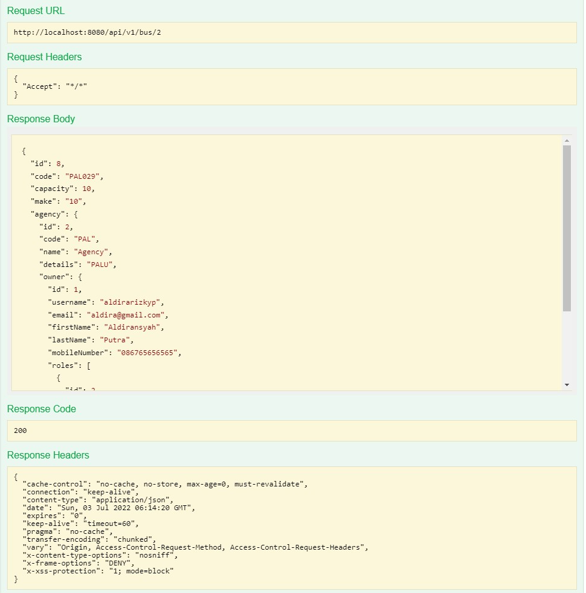 Request URL
http://localhost:8080/api/v1/bus/2
Request Headers
{
  "Accept": "*/*"
}
Response Body
{
  "id": 8,
  "code": "PAL029",
  "capacity": 10,
  "make": "10",
  "agency": {
    "id": 2,
    "code": "PAL",
    "name": "Agency",
    "details": "PALU",
    "owner": {
      "id": 1,
      "username": "aldirarizkyp",
      "email": "aldira@gmail.com",
      "firstName": "Aldiransyah",
      "lastName": "Putra",
      "mobileNumber": "086765656565",
      "roles": [
        {
Response Code
200
Response Headers
{
  "cache-control": "no-cache, no-store, max-age=0, must-revalidate",
  "connection": "keep-alive",
  "content-type": "application/json",
  "date": "Sun, 03 Jul 2022 06:14:20 GMT",
  "expires": "0",
  "keep-alive": "timeout=60",
  "pragma": "no-cache",
  "transfer-encoding": "chunked",
  "vary": "Origin, Access-Control-Request-Method, Access-Control-Request-Headers",
  "x-content-type-options": "nosniff",
  "x-frame-options": "DENY",
  "x-xss-protection": "1; mode=block"
}